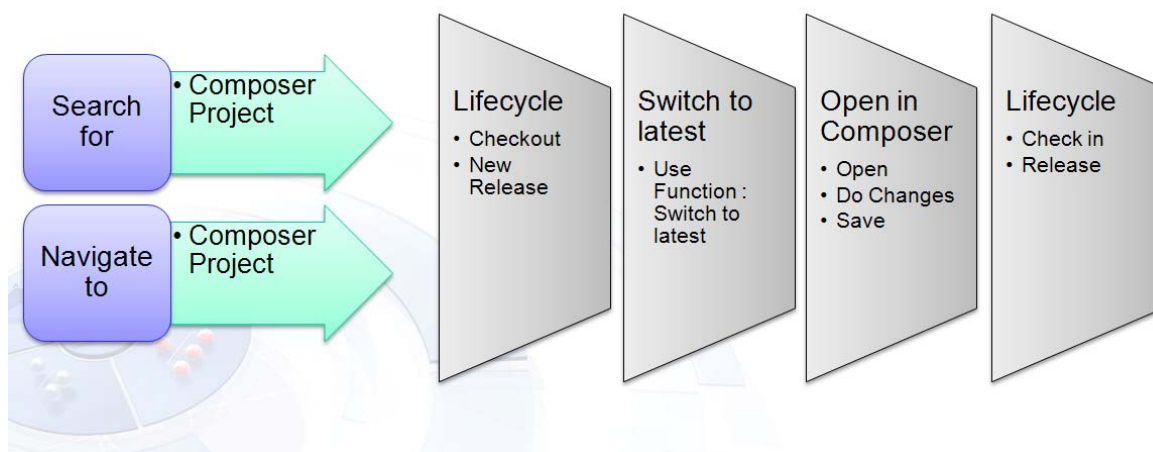 Search
for
• Composer
Project
Navigate
to
• Composer
Project
Lifecycle
• Checkout
• New
Release
Switch to
latest
• Use
Function :
Switch to
latest
Open in
Composer
• Open
• Do Changes
• Save
Lifecycle
• Check in
• Release